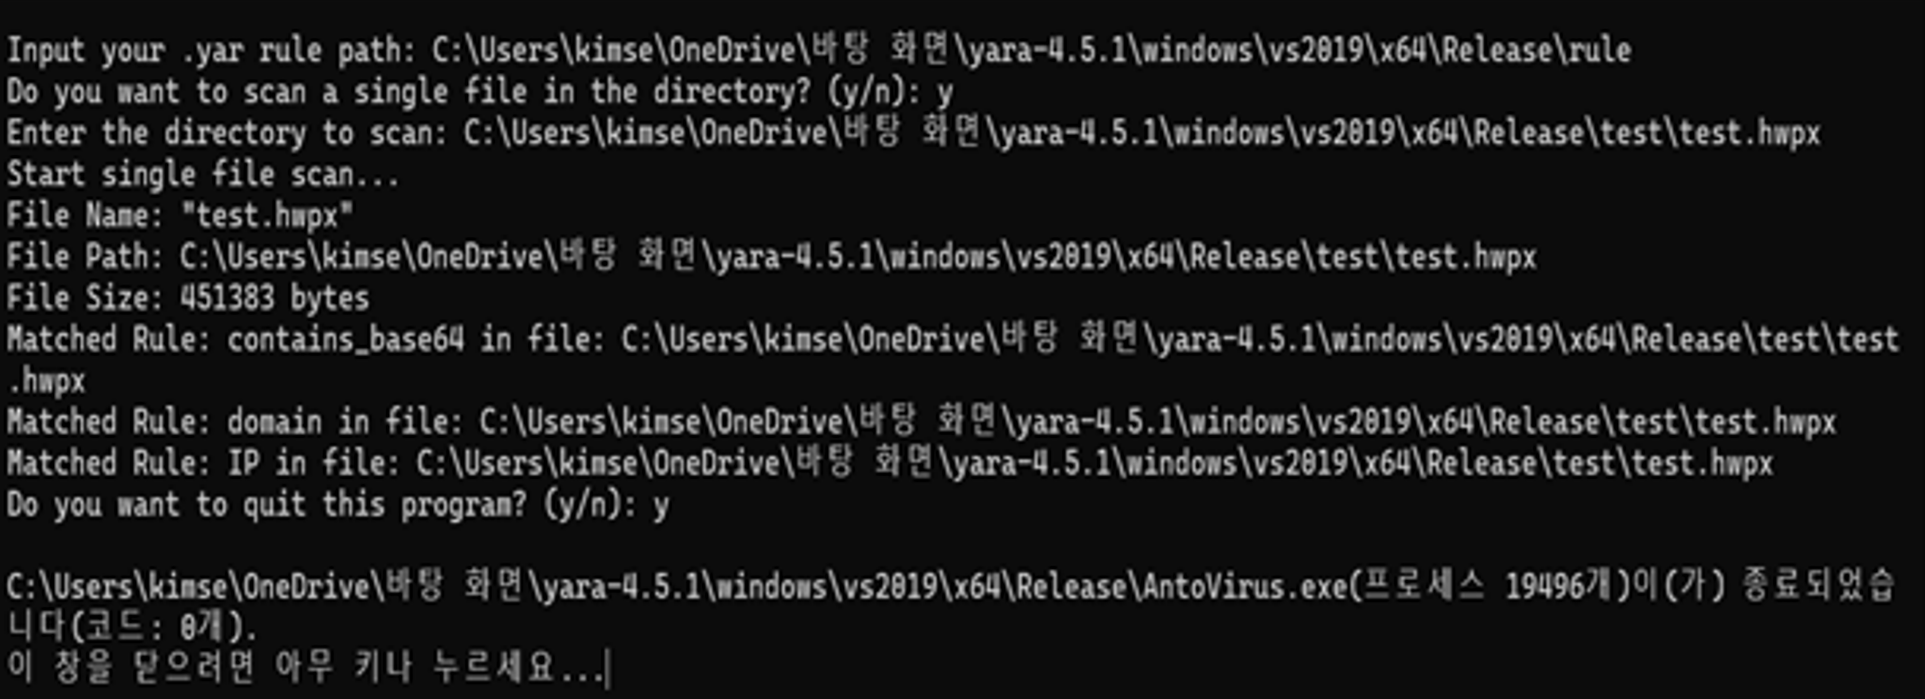 Input your .yar rule path: C:\Users\kimse\OneDrive\바탕 화면\yara-4.5.1\windows\vs2019\x64\Release\rule
Do you want to scan a single file in the directory? (y/n): y
Enter the directory to scan: C:\Users\kimse\OneDrive\바탕 화면\yara-4.5.1\windows\vs2019\x64\Release\test\test.hwpx
Start single file scan...
File Name: "test.hwpx"
File Path: C:\Users\kimse\OneDrive\바탕 화면\yara-4.5.1\windows\vs2019\x64\Release\test\test.hwpx
File Size: 451383 bytes
Matched Rule: contains_base64 in file: C:\Users\kimse\OneDrive\바탕 화면\yara-4.5.1\windows\vs2019\x64\Release\test\test
.hwpx
Matched Rule: domain in file: C:\Users\kimse\OneDrive\바탕 화면\yara-4.5.1\windows\vs2019\x64\Release\test\test.hwpx
Matched Rule: IP in file: C:\Users\kimse\OneDrive\바탕 화면\yara-4.5.1\windows\vs2019\x64\Release\test\test.hwpx
Do you want to quit this program? (y/n): y
C:\Users\kimse\OneDrive\바탕 화면\yara-4.5.1\windows\vs2019\x64\Release\AntoVirus.exe(프로세스 19496개)이(가) 종료되었습
니다(코드: 0개).
이 창을 닫으려면 아무 키나 누르세요...